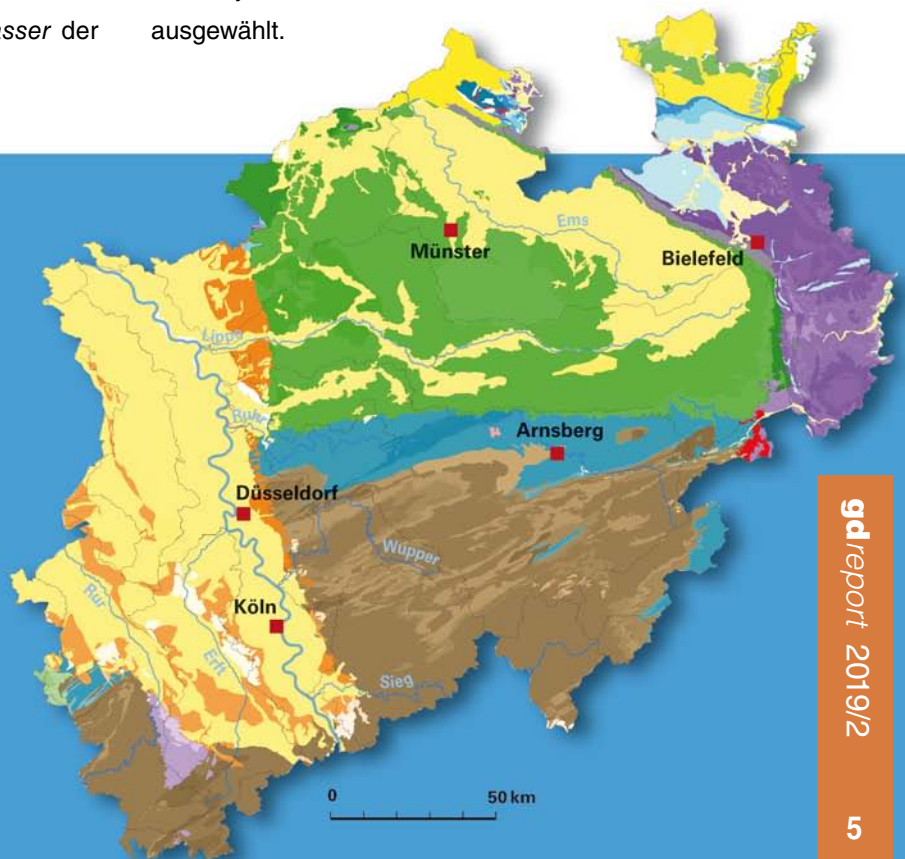 asser der
ausgewählt.
Weser
Ems
Münster
Bielefeld
Lippe
Ruhr
Arnsberg
Düsseldorf
Wupper
Köln
Rur
Erft
Sieg
0 50 km
gdreport 2019/2
5